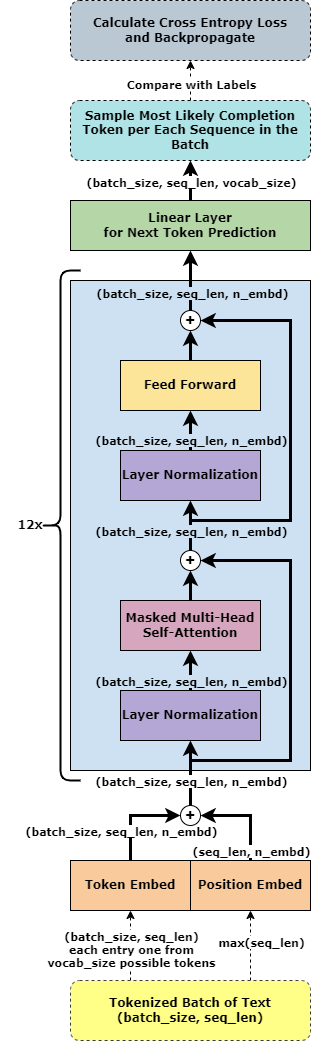 Calculate Cross Entropy Loss
and Backpropagate
Compare with Labels
Sample Most Likely Completion
Token per Each Sequence in the
Batch
(batch_size, seq_len, vocab_size)
Linear Layer
for Next Token Prediction
(batch_size, seq_len, n_embd)
+
Feed Forward
(batch_size, seq_len, n_embd)
Layer Normalization
12x
(batch_size, seq_len, n_embd)
+
Masked Multi-Head
Self-Attention
(batch_size, seq_len, n_embd)
Layer Normalization
(batch_size, seq_len, n_embd)
+
(batch_size, seq_len, n_embd)
(seq_len, n_embd)
Token Embed
Position Embed
(batch_size, seq_len)
each entry one from
vocab_size possible tokens
max(seq_len)
Tokenized Batch of Text
(batch_size, seq_len)